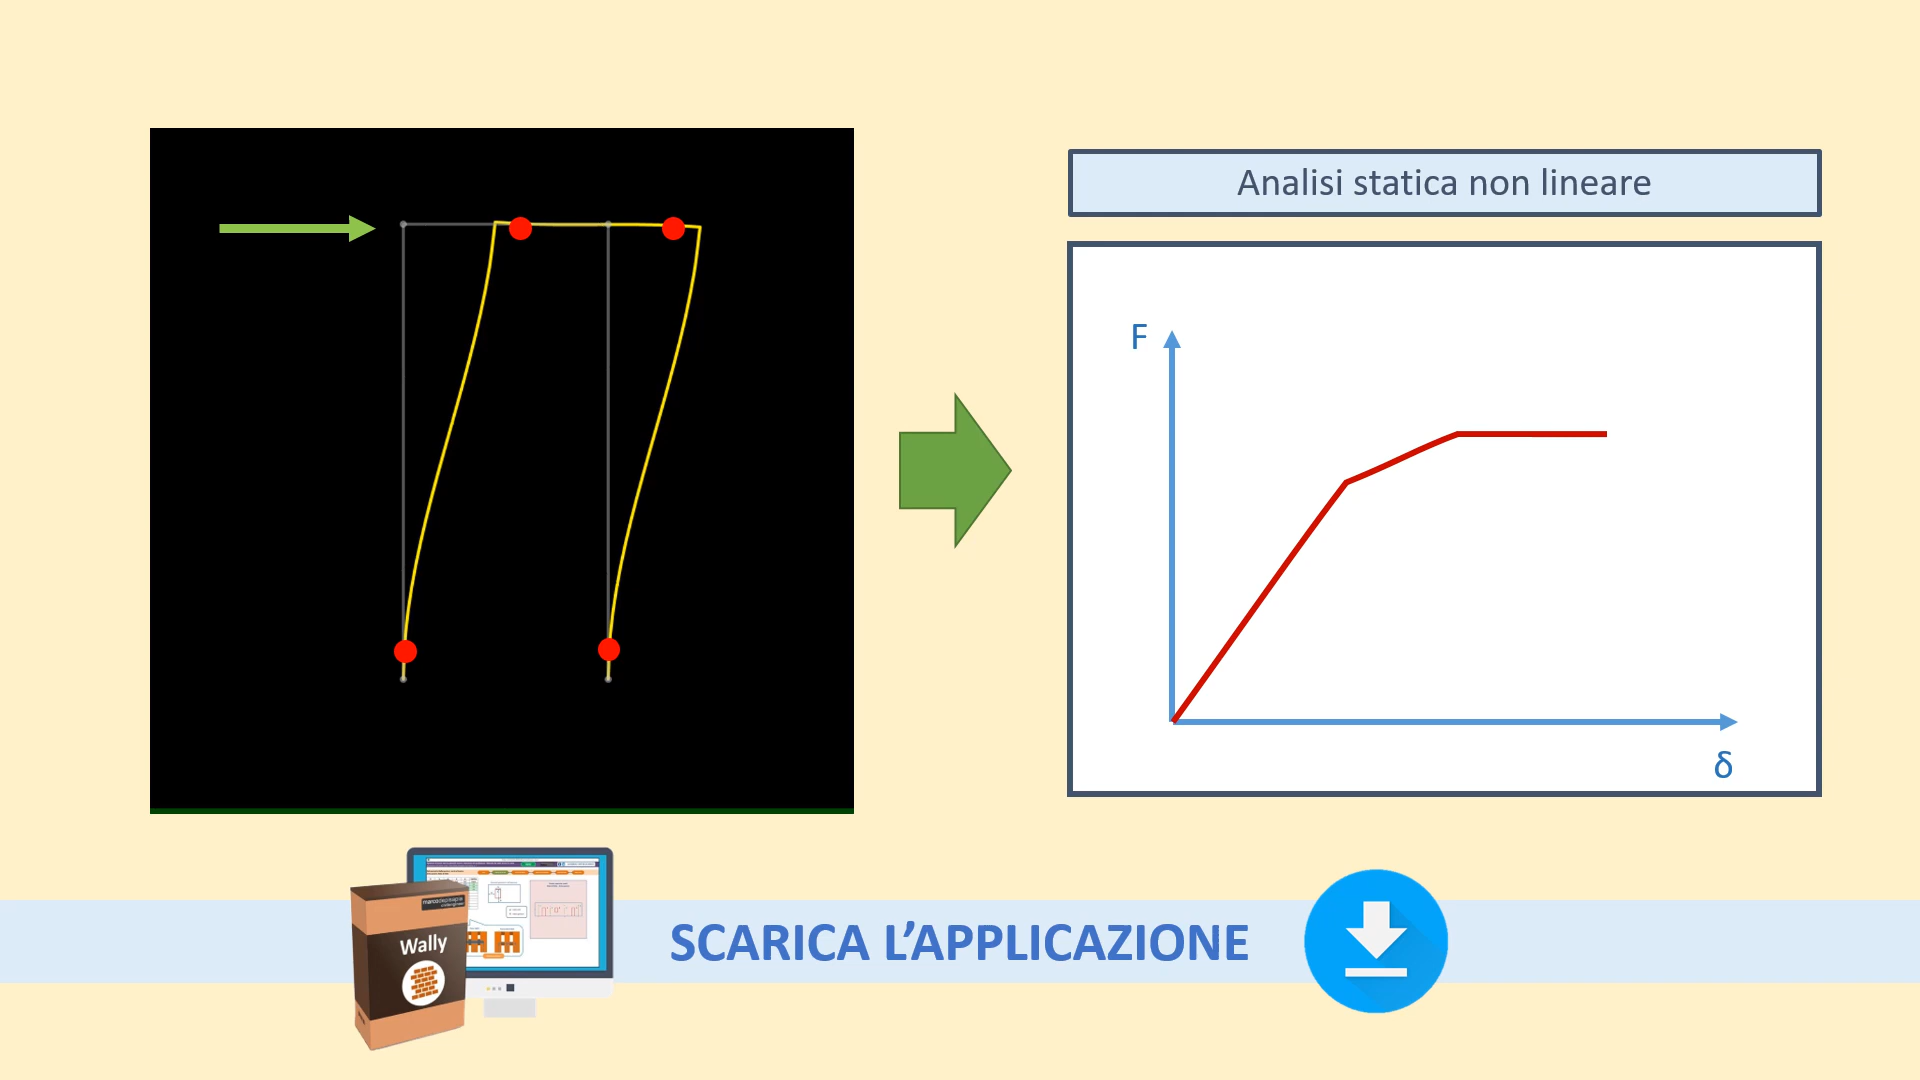 Analisi statica non lineare
F
δ
Wally
SCARICA L’APPLICAZIONE